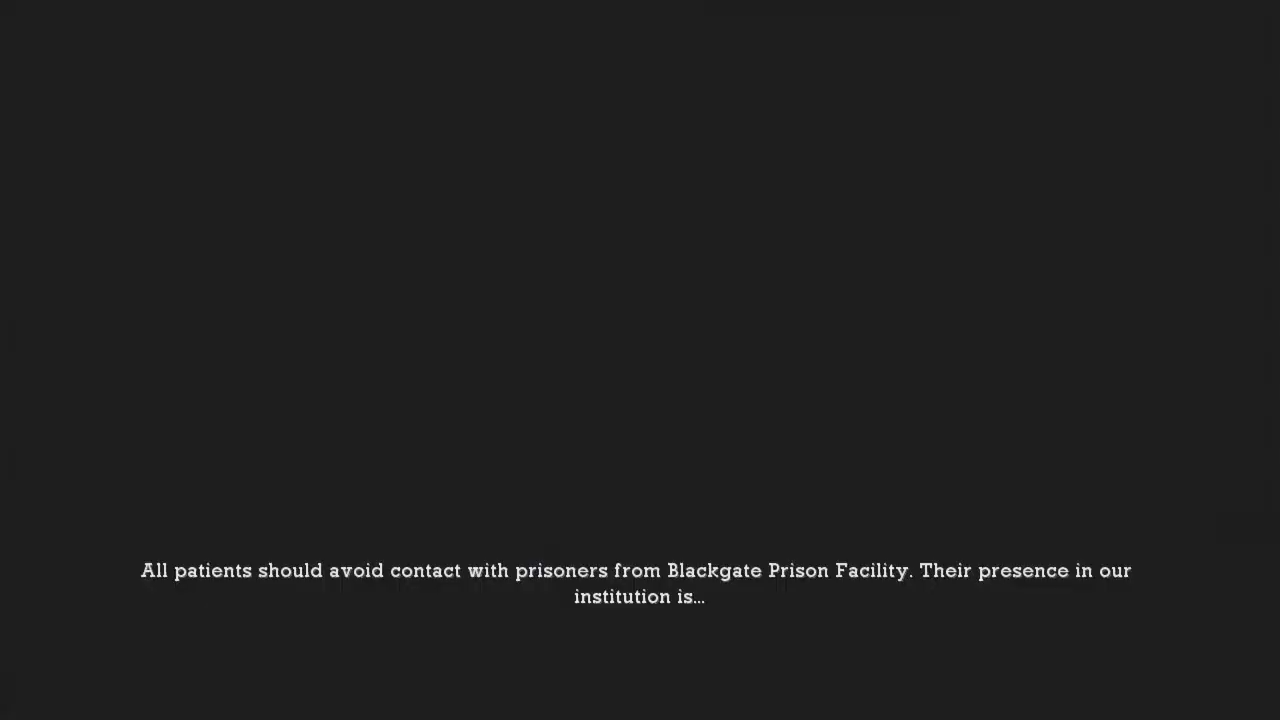 All patients should avoid contact with prisoners from Blackgate Prison Facility. Their presence in our
institution is...